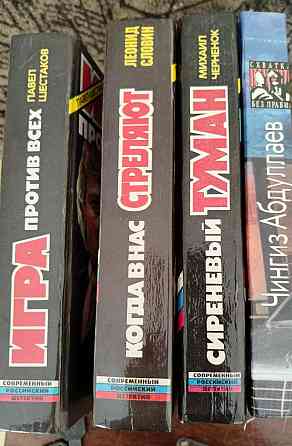 ПАВЕЛ
ШЕСТАКОВ
ИГРА ПРОТИВ ВСЕХ
СОВРЕМЕННЫЙ
РОССИЙСКИЙ
ДЕТЕКТИВ
ЛЕОНИД
СЛОВИН
КОГДА В НАС СТРЕЛЯЮТ
СОВРЕМЕННЫЙ
РОССИЙСКИЙ
ДЕТЕКТИВ
МИХАИЛ
ЧЕРНЕНОК
СИРЕНЕВЫЙ ТУМАН
СОВРЕМЕННЫЙ
РОССИЙСКИЙ
ДЕТЕКТИВ
СХВАТКА
БЕЗ ПРАВИЛ
Чингиз Абдуллаев